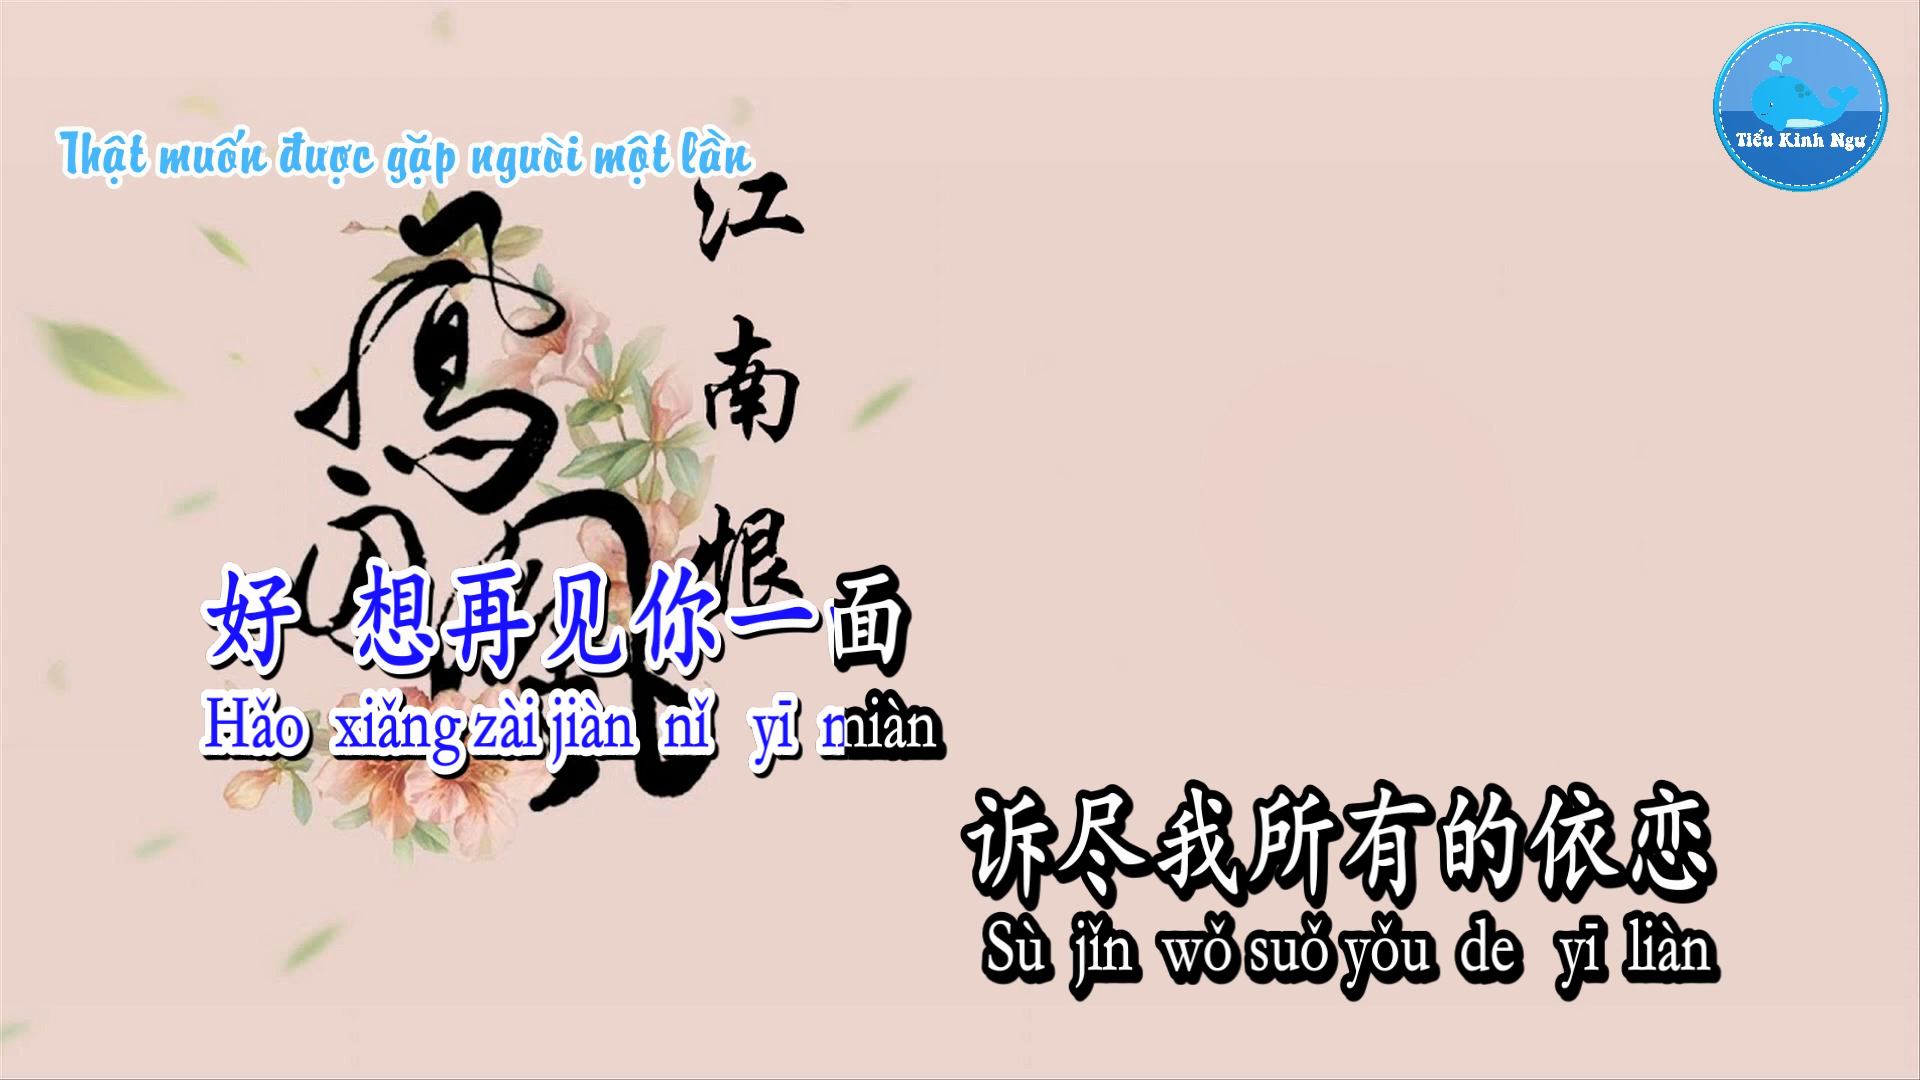 Thật muốn được gặp người một lần
Tiểu Kình Ngư
江南恨
好 想再见你一面
Hǎo xiǎng zài jiàn nǐ yī miàn
诉尽我所有的依恋
Sù jǐn wǒ suǒ yǒu de yī liàn